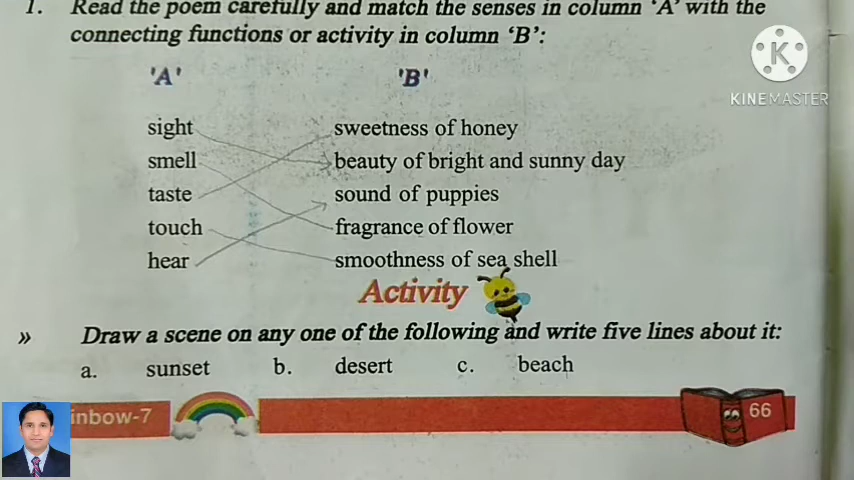 1. Read the poem carefully and match the senses in column 'A' with the
connecting functions or activity in column 'B':
'A' 'B'
sight sweetness of honey
smell beauty of bright and sunny day
taste sound of puppies
touch fragrance of flower
hear smoothness of sea shell
Activity
» Draw a scene on any one of the following and write five lines about it:
a. sunset b. desert c. beach
inbow-7 66
K
KINEMASTER